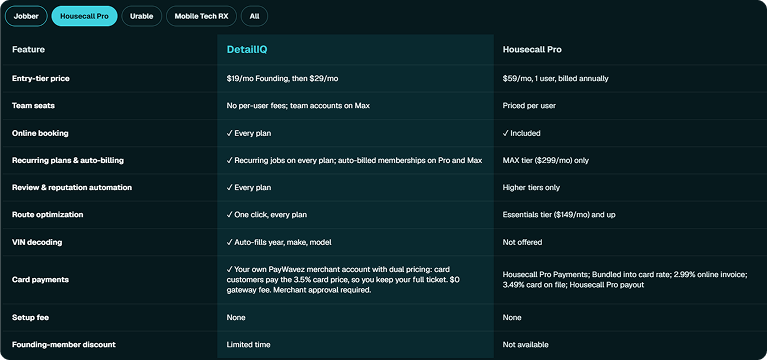 Jobber Housecall Pro Urable Mobile Tech RX All
Feature DetailIQ Housecall Pro
Entry-tier price $19/mo Founding, then $29/mo $59/mo, 1 user, billed annually
Team seats No per-user fees; team accounts on Max Priced per user
Online booking ✓ Every plan ✓ Included
Recurring plans & auto-billing ✓ Recurring jobs on every plan; auto-billed memberships on Pro and Max MAX tier ($299/mo) only
Review & reputation automation ✓ Every plan Higher tiers only
Route optimization ✓ One click, every plan Essentials tier ($149/mo) and up
VIN decoding ✓ Auto-fills year, make, model Not offered
Card payments
✓ Your own PayWavez merchant account with dual pricing: card
customers pay the 3.5% card price, so you keep your full ticket. $0
gateway fee. Merchant approval required.
Housecall Pro Payments; Bundled into card rate; 2.99% online invoice;
3.49% card on file; Housecall Pro payout
Setup fee None None
Founding-member discount Limited time Not available